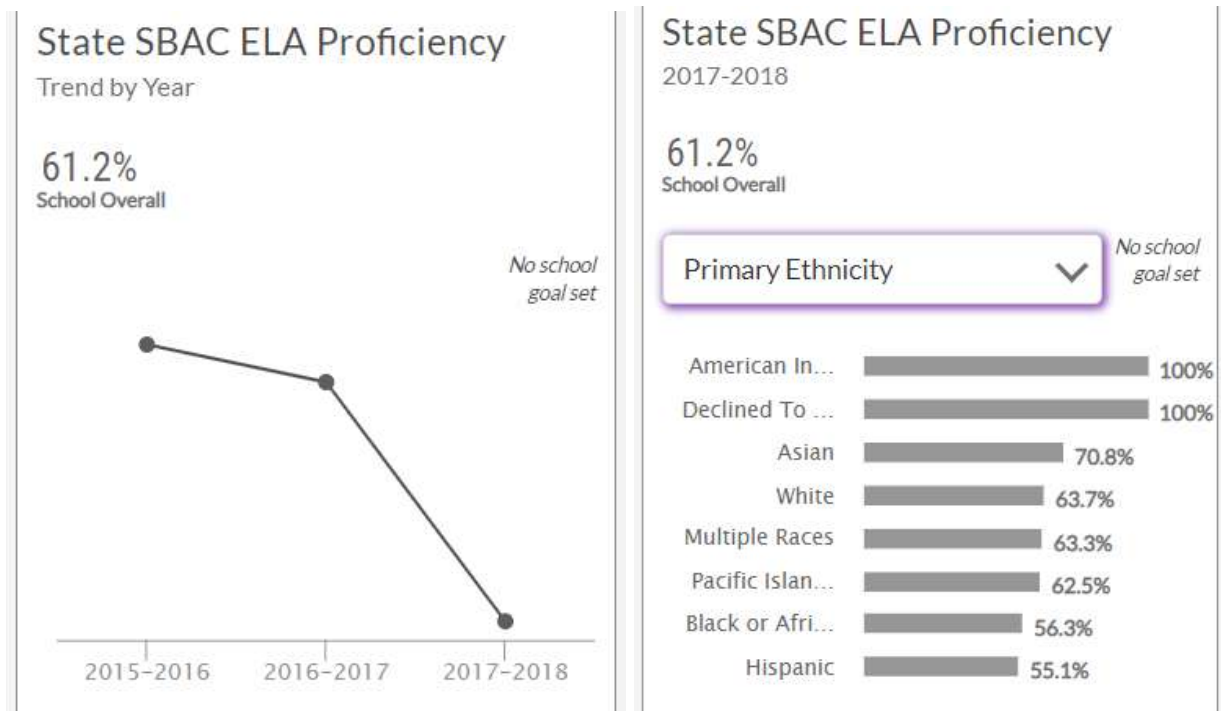 State SBAC ELA Proficiency
Trend by Year
61.2%
School Overall
No school
goal set
2015-2016
2016-2017
2017-2018
State SBAC ELA Proficiency
2017-2018
61.2%
School Overall
Primary Ethnicity
No school
goal set
American In... 100%
Declined To ... 100%
Asian 70.8%
White 63.7%
Multiple Races 63.3%
Pacific Islan... 62.5%
Black or Afri... 56.3%
Hispanic 55.1%